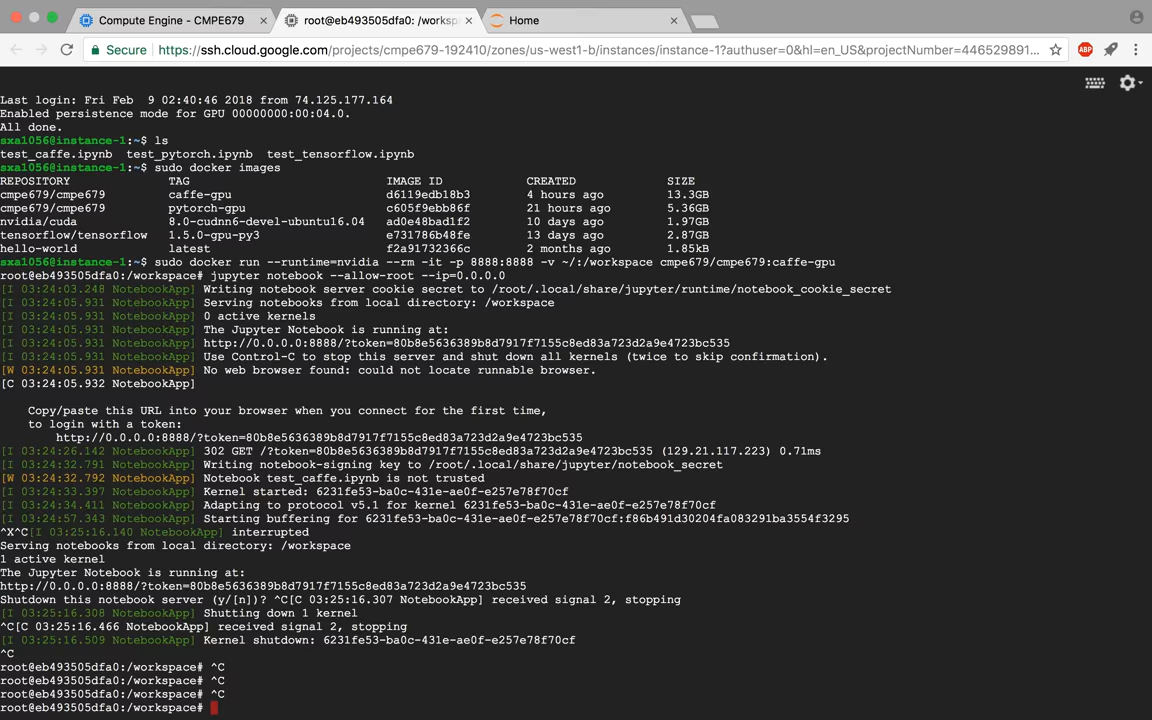 Compute Engine - CMPE679
root@eb493505dfa0: /worksp
Home
Secure https://ssh.cloud.google.com/projects/cmpe679-192410/zones/us-west1-b/instances/instance-1?authuser=0&hl=en_US&projectNumber=446529891...
ABP
Last login: Fri Feb  9 02:40:46 2018 from 74.125.177.164
Enabled persistence mode for GPU 00000000:00:04.0.
All done.
sxa1056@instance-1:~$ ls
test_caffe.ipynb  test_pytorch.ipynb  test_tensorflow.ipynb
sxa1056@instance-1:~$ sudo docker images
REPOSITORY TAG IMAGE ID CREATED SIZE
cmpe679/cmpe679 caffe-gpu d6119edb18b3 4 hours ago 13.3GB
cmpe679/cmpe679 pytorch-gpu c605f9ebb86f 21 hours ago 5.36GB
nvidia/cuda 8.0-cudnn6-devel-ubuntu16.04 ad0e48bad1f2 10 days ago 1.97GB
tensorflow/tensorflow 1.5.0-gpu-py3 e731786b48fe 13 days ago 2.87GB
hello-world latest f2a91732366c 2 months ago 1.85kB
sxa1056@instance-1:~$ sudo docker run --runtime=nvidia --rm -it -p 8888:8888 -v ~/:/workspace cmpe679/cmpe679:caffe-gpu
root@eb493505dfa0:/workspace# jupyter notebook --allow-root --ip=0.0.0.0
[I 03:24:03.248 NotebookApp] Writing notebook server cookie secret to /root/.local/share/jupyter/runtime/notebook_cookie_secret
[I 03:24:05.931 NotebookApp] Serving notebooks from local directory: /workspace
[I 03:24:05.931 NotebookApp] 0 active kernels
[I 03:24:05.931 NotebookApp] The Jupyter Notebook is running at:
[I 03:24:05.931 NotebookApp] http://0.0.0.0:8888/?token=80b8e5636389b8d7917f7155c8ed83a723d2a9e4723bc535
[I 03:24:05.931 NotebookApp] Use Control-C to stop this server and shut down all kernels (twice to skip confirmation).
[W 03:24:05.931 NotebookApp] No web browser found: could not locate runnable browser.
[C 03:24:05.932 NotebookApp]
Copy/paste this URL into your browser when you connect for the first time,
to login with a token:
http://0.0.0.0:8888/?token=80b8e5636389b8d7917f7155c8ed83a723d2a9e4723bc535
[I 03:24:26.142 NotebookApp] 302 GET /?token=80b8e5636389b8d7917f7155c8ed83a723d2a9e4723bc535 (129.21.117.223) 0.71ms
[I 03:24:32.791 NotebookApp] Writing notebook-signing key to /root/.local/share/jupyter/notebook_secret
[W 03:24:32.792 NotebookApp] Notebook test_caffe.ipynb is not trusted
[I 03:24:33.397 NotebookApp] Kernel started: 6231fe53-ba0c-431e-ae0f-e257e78f70cf
[I 03:24:34.411 NotebookApp] Adapting to protocol v5.1 for kernel 6231fe53-ba0c-431e-ae0f-e257e78f70cf
[I 03:24:57.343 NotebookApp] Starting buffering for 6231fe53-ba0c-431e-ae0f-e257e78f70cf:f86b491d30204fa083291ba3554f3295
^X^C[I 03:25:16.140 NotebookApp] interrupted
Serving notebooks from local directory: /workspace
1 active kernel
The Jupyter Notebook is running at:
http://0.0.0.0:8888/?token=80b8e5636389b8d7917f7155c8ed83a723d2a9e4723bc535
Shutdown this notebook server (y/[n])? ^C[C 03:25:16.307 NotebookApp] received signal 2, stopping
[I 03:25:16.308 NotebookApp] Shutting down 1 kernel
^C[C 03:25:16.466 NotebookApp] received signal 2, stopping
[I 03:25:16.509 NotebookApp] Kernel shutdown: 6231fe53-ba0c-431e-ae0f-e257e78f70cf
^C
root@eb493505dfa0:/workspace# ^C
root@eb493505dfa0:/workspace# ^C
root@eb493505dfa0:/workspace# ^C
root@eb493505dfa0:/workspace#